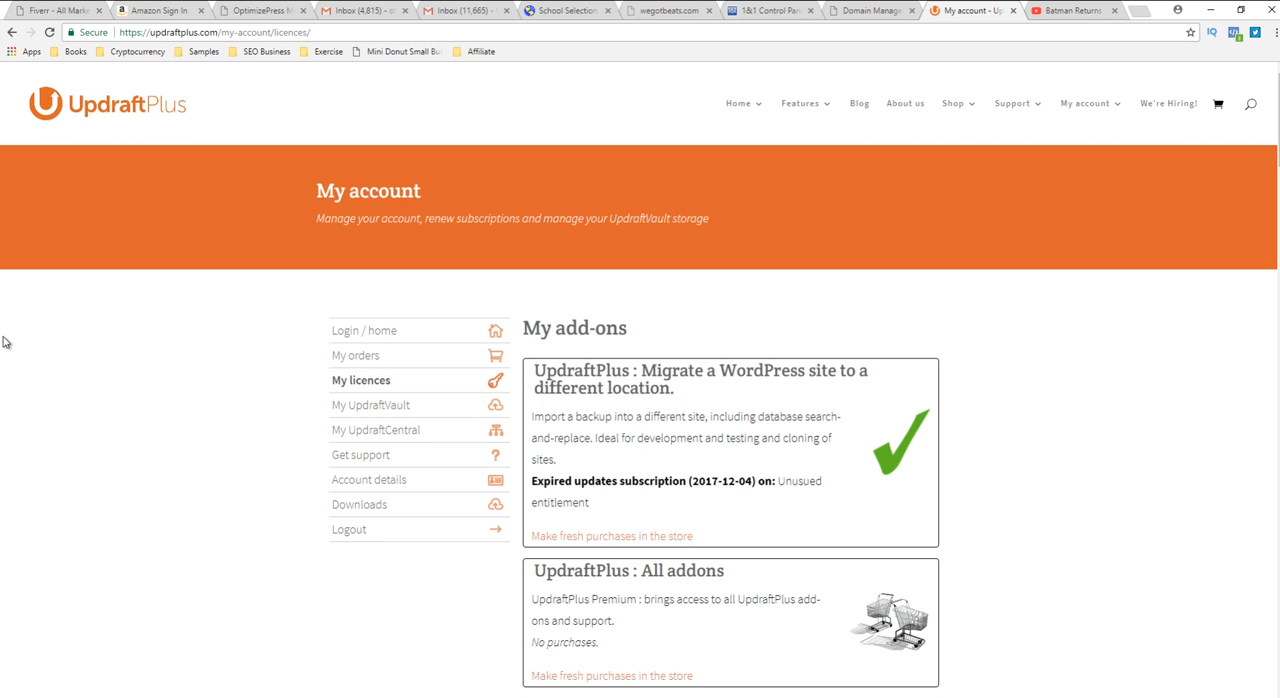 Fiverr - All Marke
Amazon Sign In
OptimizePress M
Inbox (4,815) - o
Inbox (11,665) -
School Selection
wegotbeats.com
1&1 Control Pan
Domain Manage
My account - Up
Batman Returns
Secure
https://updraftplus.com/my-account/licences/
IQ
Apps
Books
Cryptocurrency
Samples
SEO Business
Exercise
Mini Donut Small Bu
Affiliate
UpdraftPlus
Home
Features
Blog
About us
Shop
Support
My account
We're Hiring!
My account
Manage your account, renew subscriptions and manage your UpdraftVault storage
Login / home
My orders
My licences
My UpdraftVault
My UpdraftCentral
Get support
Account details
Downloads
Logout
My add-ons
UpdraftPlus : Migrate a WordPress site to a
different location.
Import a backup into a different site, including database search-
and-replace. Ideal for development and testing and cloning of
sites.
Expired updates subscription (2017-12-04) on: Unusued
entitlement
Make fresh purchases in the store
UpdraftPlus : All addons
UpdraftPlus Premium : brings access to all UpdraftPlus add-
ons and support.
No purchases.
Make fresh purchases in the store